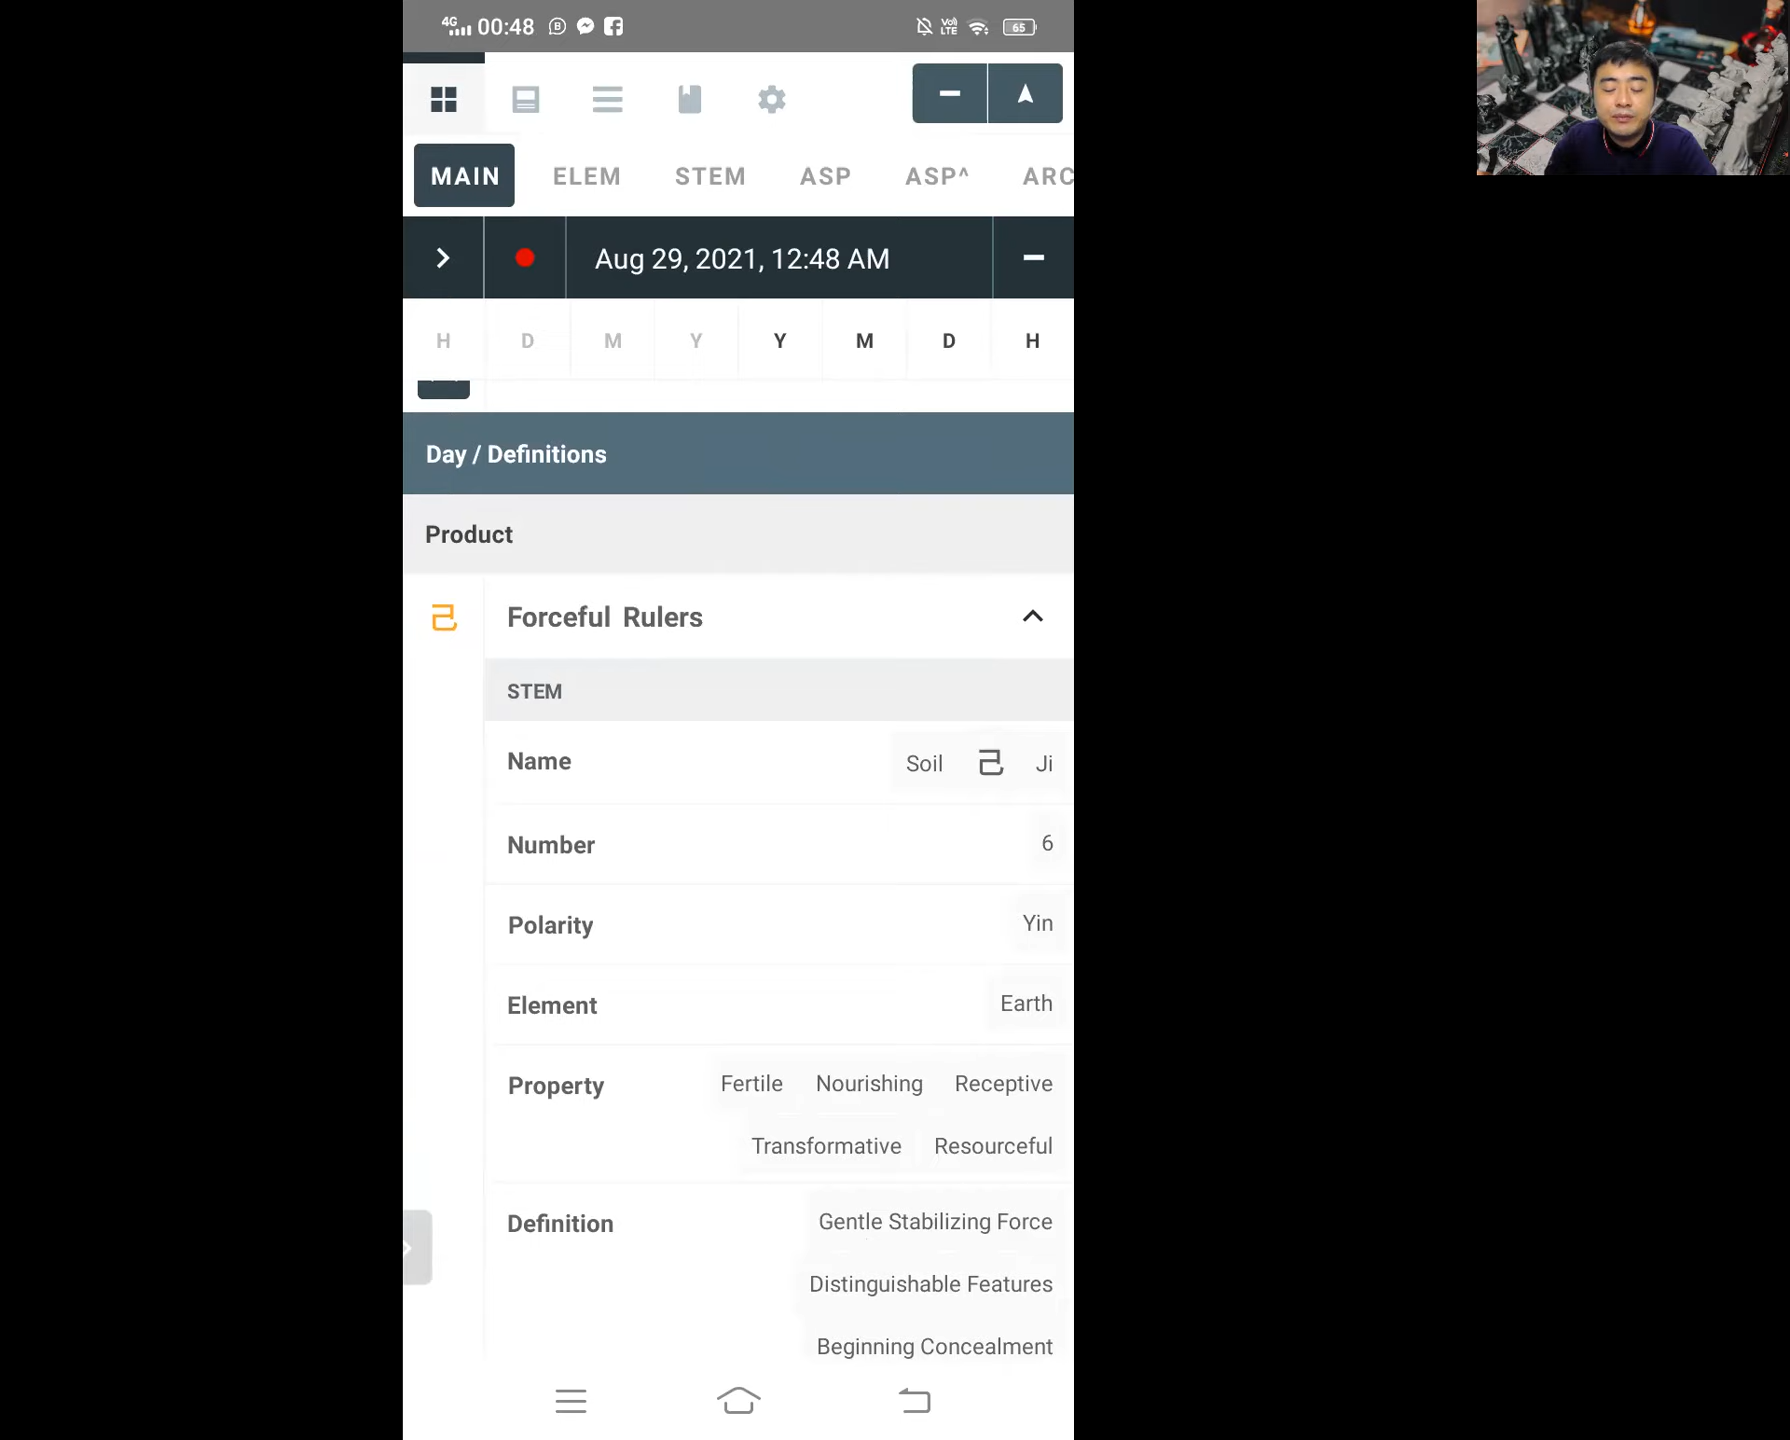 4G 00:48 VoI LTE 65
MAIN ELEM STEM ASP ASP^ ARC
Aug 29, 2021, 12:48 AM
H D M Y Y M D H
Day / Definitions
Product
己 Forceful Rulers
STEM
Name Soil 己 Ji
Number 6
Polarity Yin
Element Earth
Property Fertile Nourishing Receptive
Transformative Resourceful
Definition Gentle Stabilizing Force
Distinguishable Features
Beginning Concealment